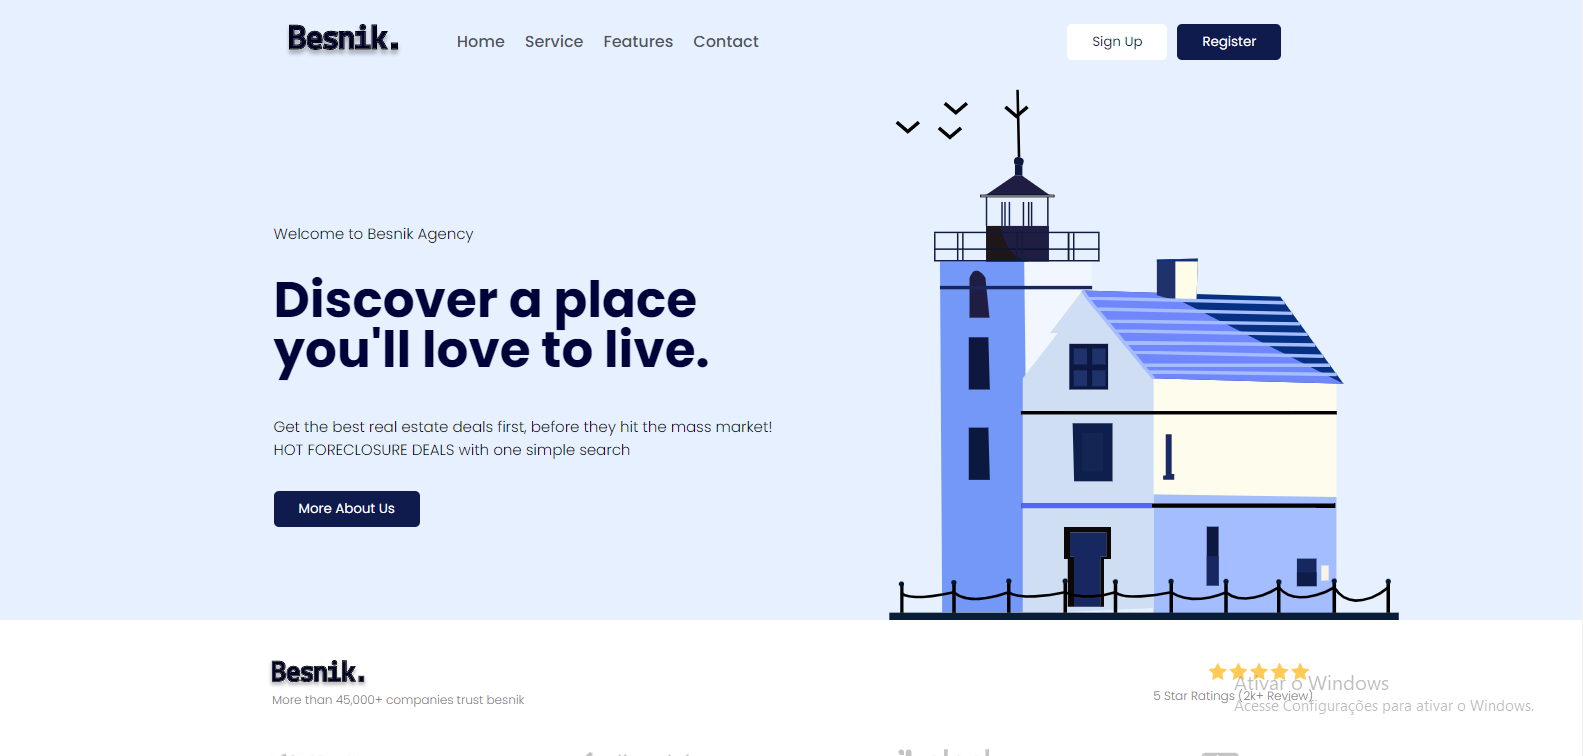 Besnik.
Home Service Features Contact
Sign Up Register
Welcome to Besnik Agency
Discover a place
you'll love to live.
Get the best real estate deals first, before they hit the mass market!
HOT FORECLOSURE DEALS with one simple search
More About Us
Besnik.
More than 45,000+ companies trust besnik
5 Star Ratings (2k+ Review)
Ativar o Windows
Acesse Configurações para ativar o Windows.